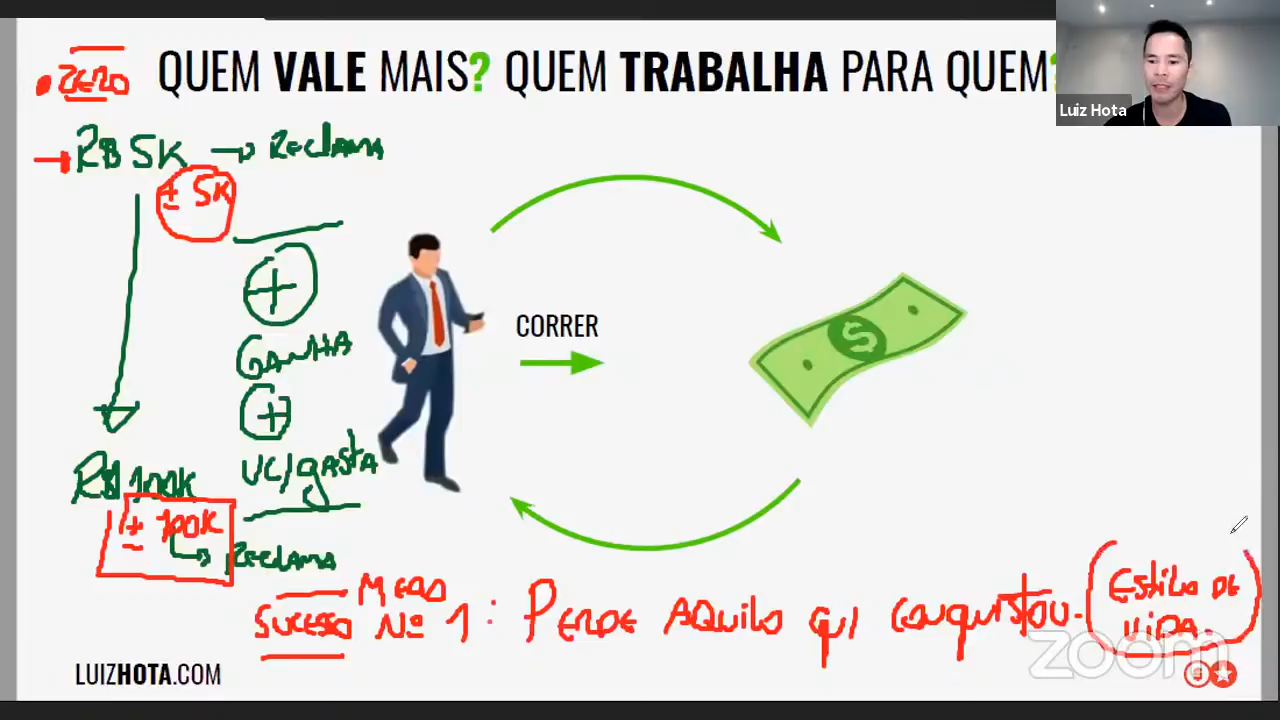 QUEM VALE MAIS? QUEM TRABALHA PARA QUEM?
• ZERO
Luiz Hota
R$ 5K → RECLAMA
± 5K
+
GANHA
+
VC/ gASTA
CORRER
$
R$ 100K
± 100K
→ RECLAMA
MEDO
SUCESSO Nº 1: PERDE AQUILO q/ CONQUISTOU. (ESTILO DE
VIDA.)
zoom
LUIZHOTA.COM